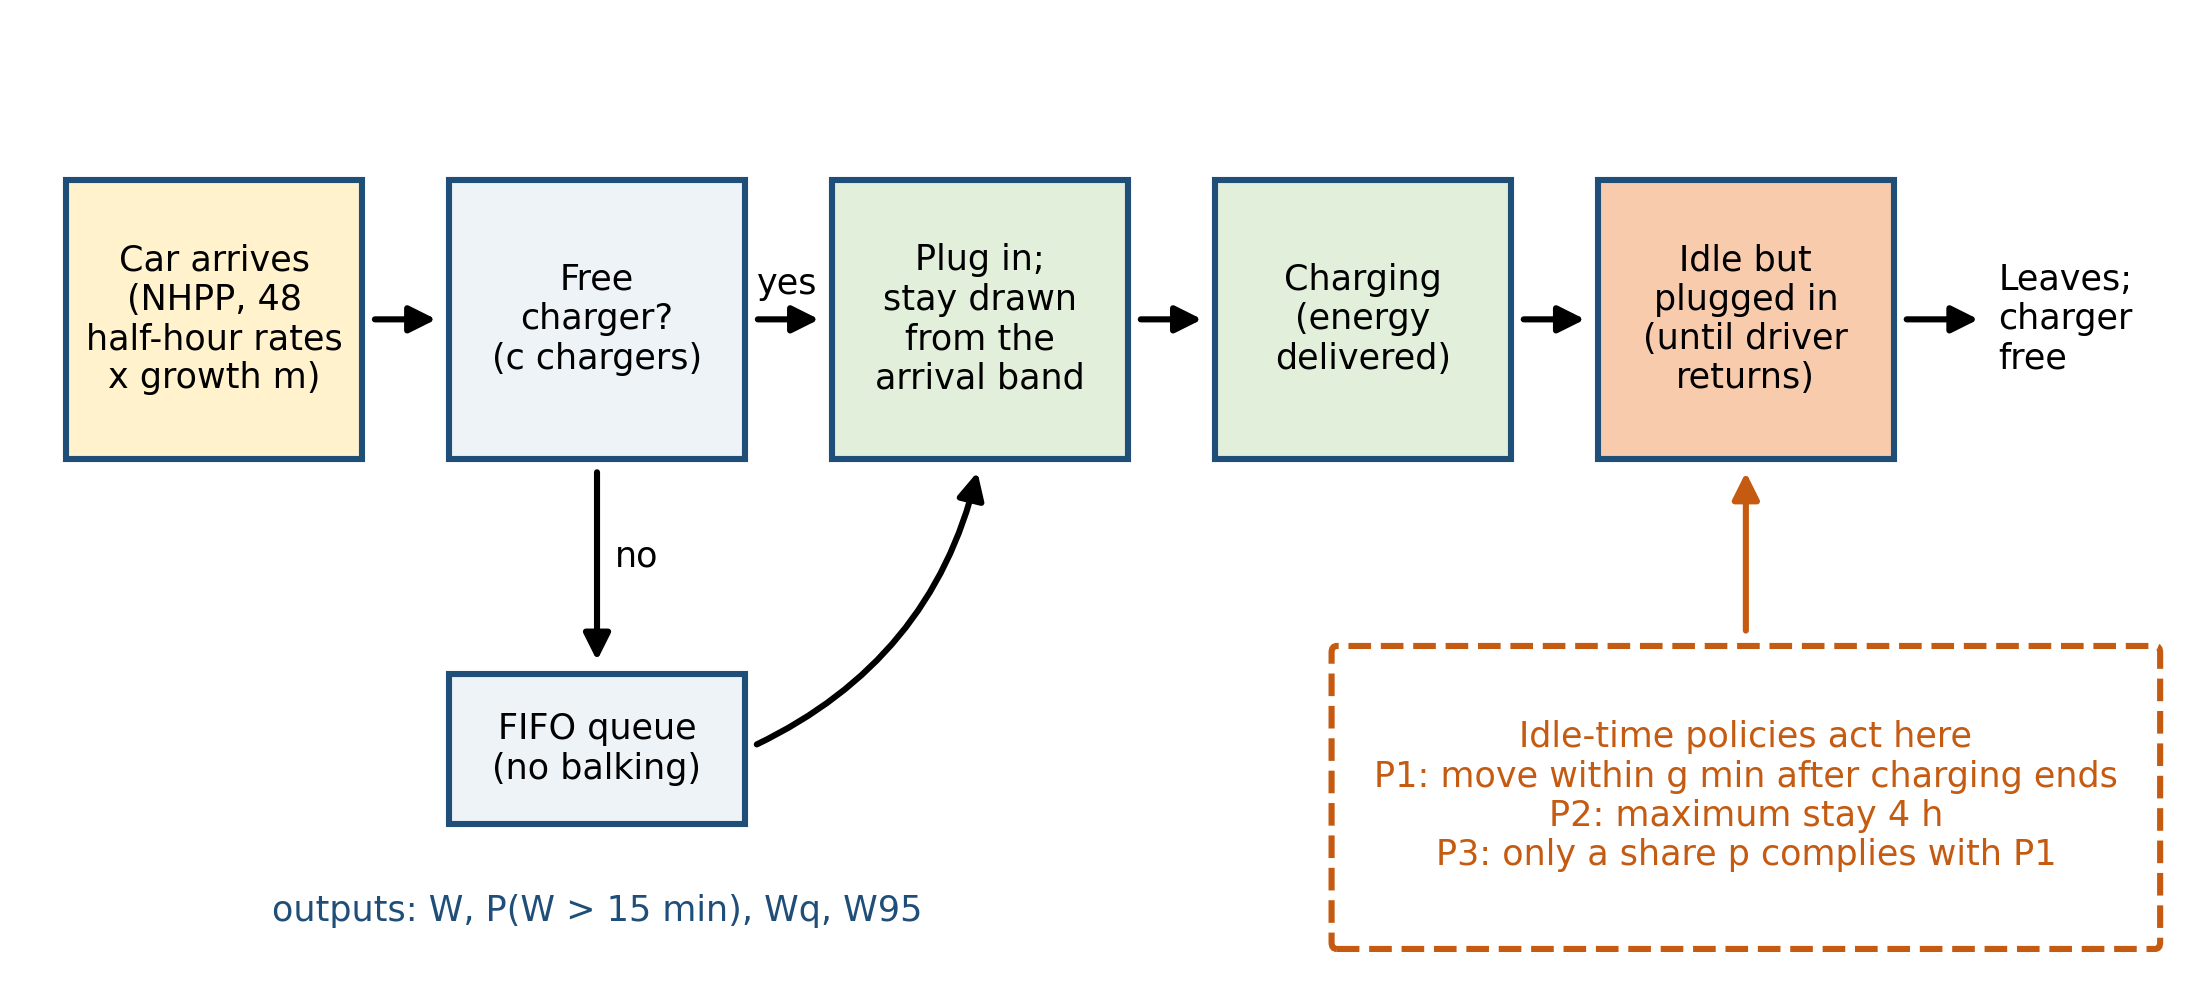 Car arrives
(NHPP, 48
half-hour rates
x growth m)
Free
charger?
(c chargers)
yes
Plug in;
stay drawn
from the
arrival band
Charging
(energy
delivered)
Idle but
plugged in
(until driver
returns)
Leaves;
charger
free
no
FIFO queue
(no balking)
Idle-time policies act here
P1: move within g min after charging ends
P2: maximum stay 4 h
P3: only a share p complies with P1
outputs: W, P(W > 15 min), Wq, W95